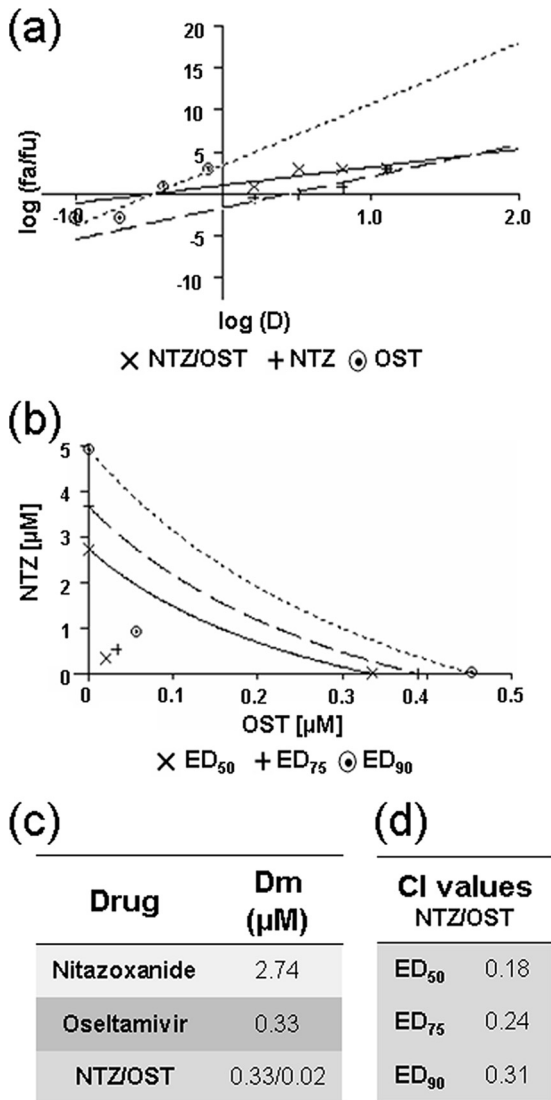 (a)
20
15
10
5
-1.0 1.0 2.0
-5
-10
log (fa/fu)
log (D)
NTZ/OST NTZ OST
(b)
5
4
3
2
1
0
NTZ [µM]
0 0.1 0.2 0.3 0.4 0.5
OST [µM]
ED50 ED75 ED90
(c)
Drug Dm (µM)
Nitazoxanide 2.74
Oseltamivir 0.33
NTZ/OST 0.33/0.02
(d)
CI values
NTZ/OST
ED50 0.18
ED75 0.24
ED90 0.31